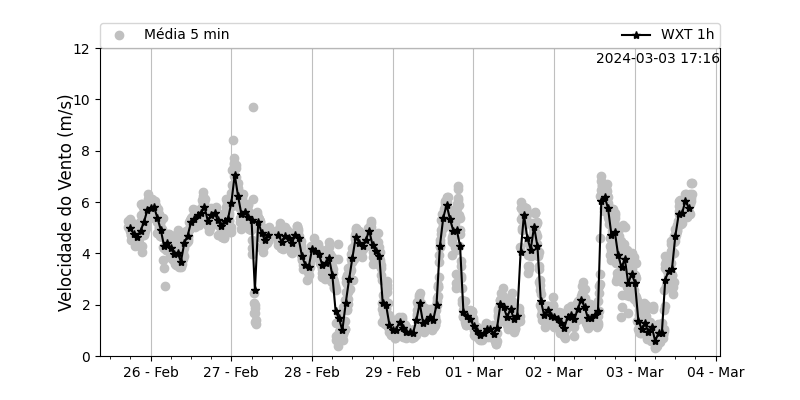 Média 5 min
WXT 1h
2024-03-03 17:16
Velocidade do Vento (m/s)
12
10
8
6
4
2
0
26 - Feb
27 - Feb
28 - Feb
29 - Feb
01 - Mar
02 - Mar
03 - Mar
04 - Mar